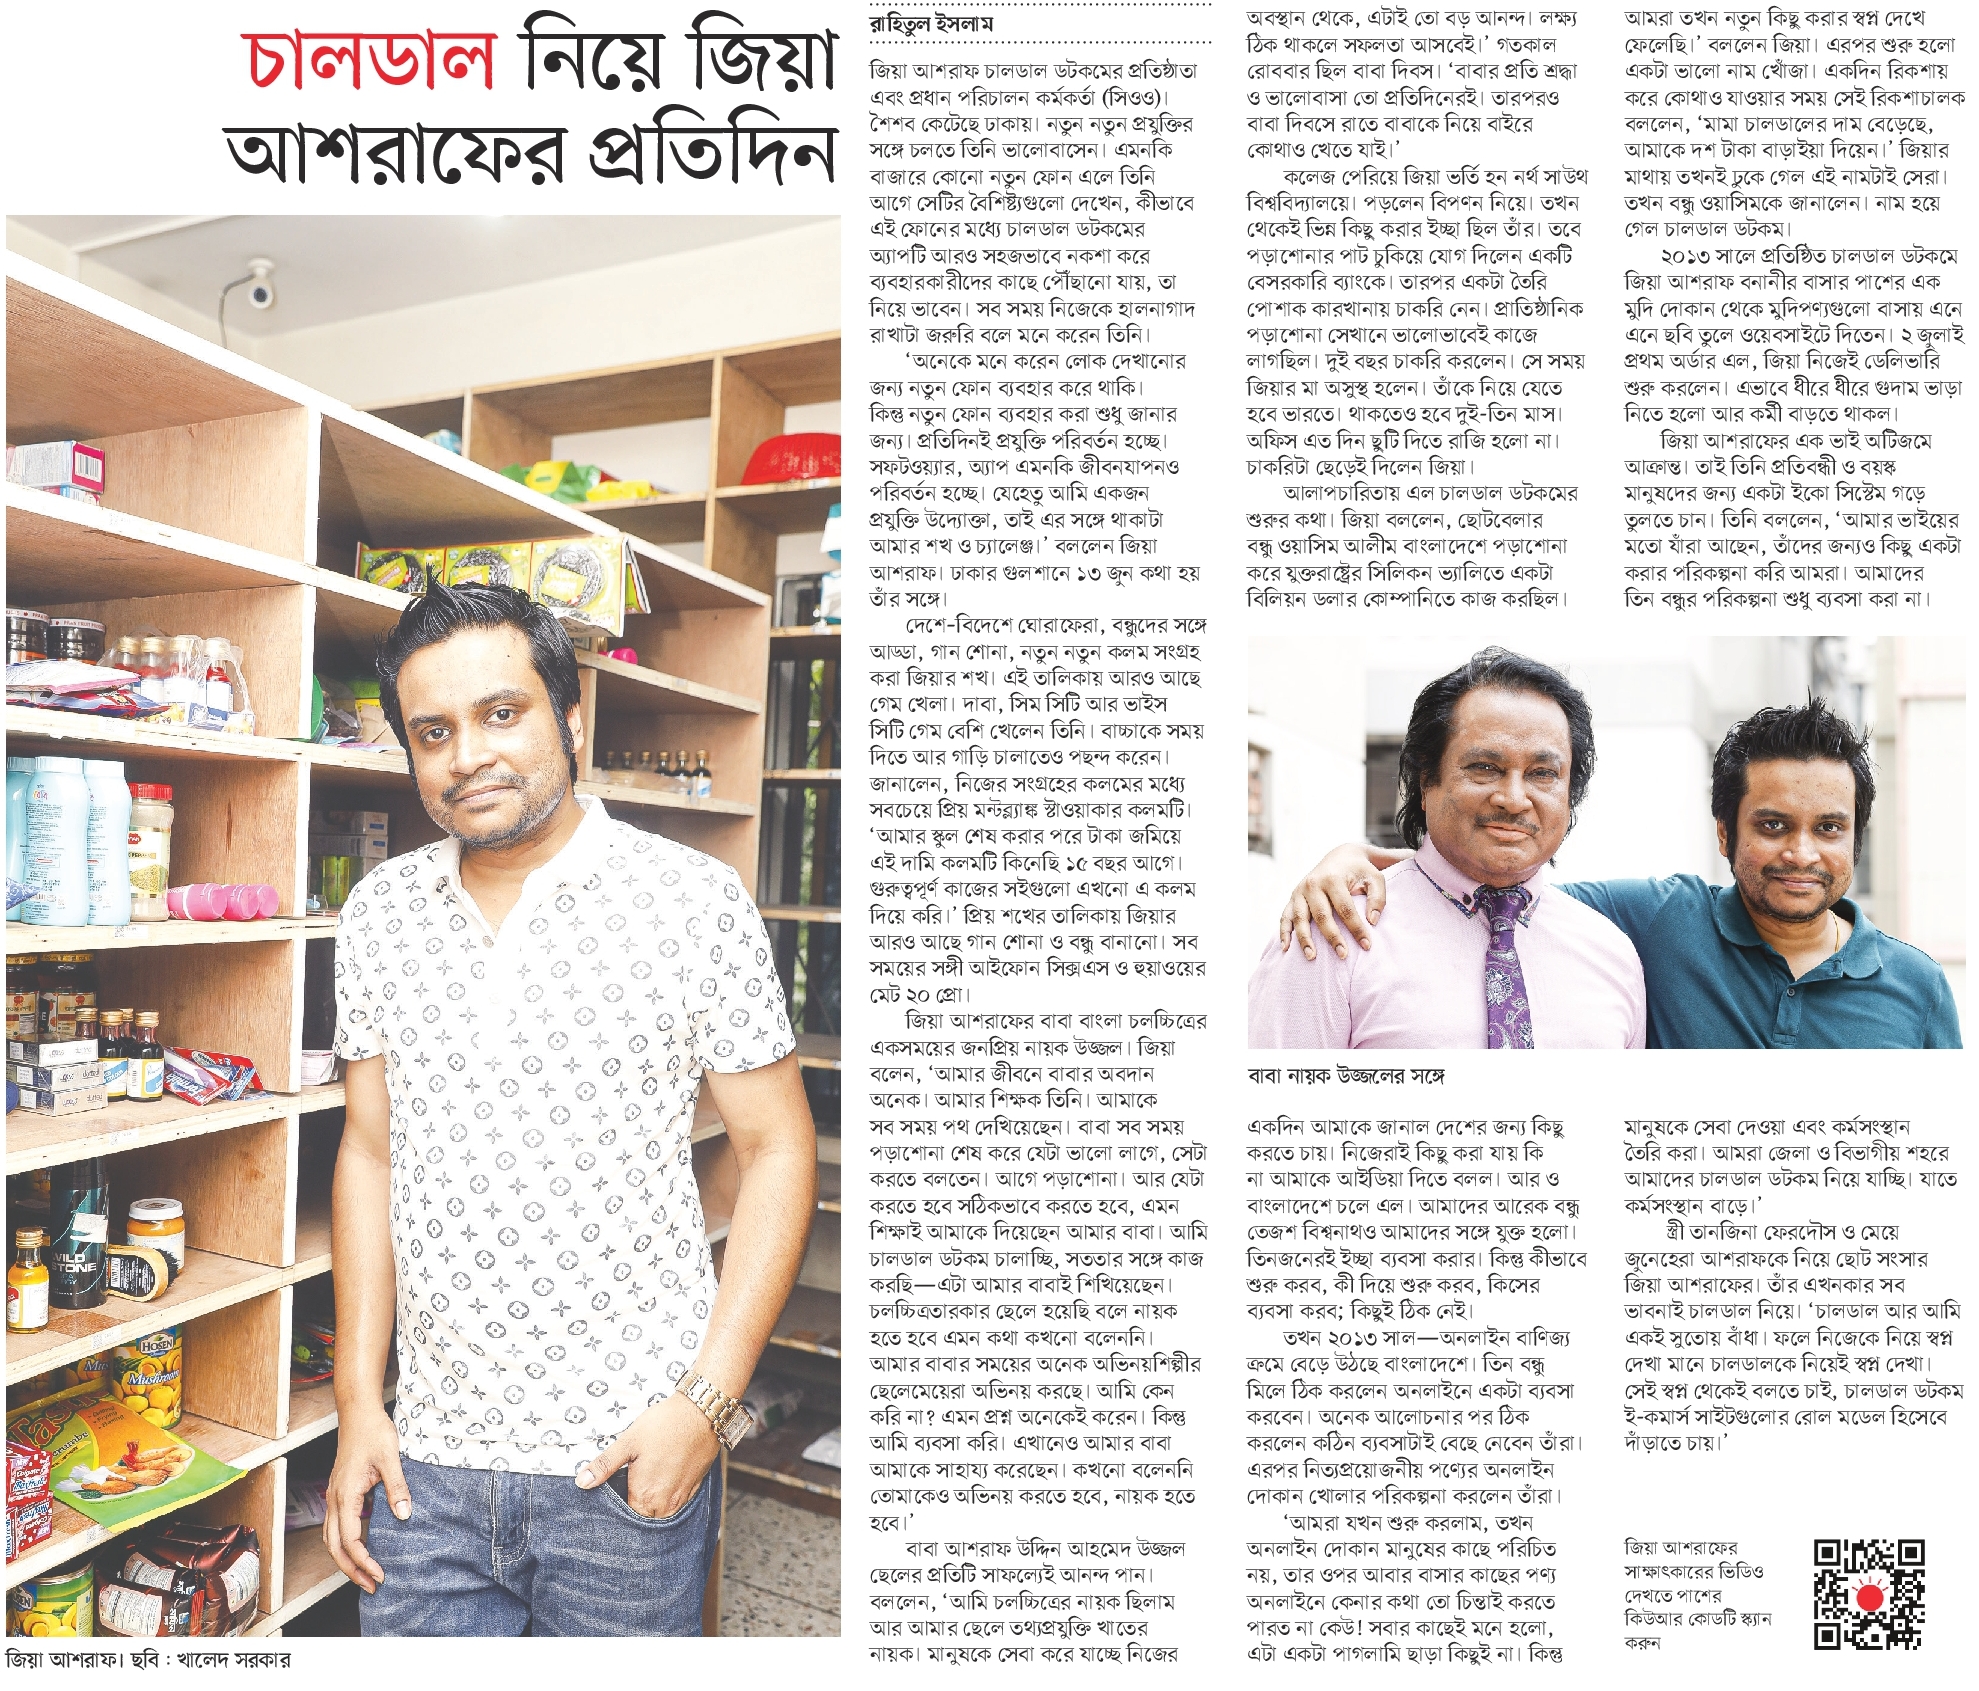 চালডাল নিয়ে জিয়া
আশরাফের প্রতিদিন
জিয়া আশরাফ। ছবি : খালেদ সরকার
রাহিতুল ইসলাম
জিয়া আশরাফ চালডাল ডটকমের প্রতিষ্ঠাতা
এবং প্রধান পরিচালন কর্মকর্তা (সিওও)।
শৈশব কেটেছে ঢাকায়। নতুন নতুন প্রযুক্তির
সঙ্গে চলতে তিনি ভালোবাসেন। এমনকি
বাজারে কোনো নতুন ফোন এলে তিনি
আগে সেটির বৈশিষ্ট্যগুলো দেখেন, কীভাবে
এই ফোনের মধ্যে চালডাল ডটকমের
অ্যাপটি আরও সহজভাবে নকশা করে
ব্যবহারকারীদের কাছে পৌঁছানো যায়, তা
নিয়ে ভাবেন। সব সময় নিজেকে হালনাগাদ
রাখাটা জরুরি বলে মনে করেন তিনি।
‘অনেকে মনে করেন লোক দেখানোর
জন্য নতুন ফোন ব্যবহার করে থাকি।
কিন্তু নতুন ফোন ব্যবহার করা শুধু জানার
জন্য। প্রতিদিনই প্রযুক্তি পরিবর্তন হচ্ছে।
সফটওয়্যার, অ্যাপ এমনকি জীবনযাপনও
পরিবর্তন হচ্ছে। যেহেতু আমি একজন
প্রযুক্তি উদ্যোক্তা, তাই এর সঙ্গে থাকাটা
আমার শখ ও চ্যালেঞ্জ।’ বললেন জিয়া
আশরাফ। ঢাকার গুলশানে ১৩ জুন কথা হয়
তাঁর সঙ্গে।
দেশে-বিদেশে ঘোরাফেরা, বন্ধুদের সঙ্গে
আড্ডা, গান শোনা, নতুন নতুন কলম সংগ্রহ
করা জিয়ার শখ। এই তালিকায় আরও আছে
গেম খেলা। দাবা, সিম সিটি আর ভাইস
সিটি গেম বেশি খেলেন তিনি। বাচ্চাকে সময়
দিতে আর গাড়ি চালাতেও পছন্দ করেন।
জানালেন, নিজের সংগ্রহের কলমের মধ্যে
সবচেয়ে প্রিয় মন্টব্ল্যাঙ্ক স্টাওয়াকার কলমটি।
‘আমার স্কুল শেষ করার পরে টাকা জমিয়ে
এই দামি কলমটি কিনেছি ১৫ বছর আগে।
গুরুত্বপূর্ণ কাজের সইগুলো এখনো এ কলম
দিয়ে করি।’ প্রিয় শখের তালিকায় জিয়ার
আরও আছে গান শোনা ও বন্ধু বানানো। সব
সময়ের সঙ্গী আইফোন সিক্সএস ও হুয়াওয়ের
মেট ২০ প্রো।
জিয়া আশরাফের বাবা বাংলা চলচ্চিত্রের
একসময়ের জনপ্রিয় নায়ক উজ্জল। জিয়া
বলেন, ‘আমার জীবনে বাবার অবদান
অনেক। আমার শিক্ষক তিনি। আমাকে
সব সময় পথ দেখিয়েছেন। বাবা সব সময়
পড়াশোনা শেষ করে যেটা ভালো লাগে, সেটা
করতে বলতেন। আগে পড়াশোনা। আর যেটা
করতে হবে সঠিকভাবে করতে হবে, এমন
শিক্ষাই আমাকে দিয়েছেন আমার বাবা। আমি
চালডাল ডটকম চালাচ্ছি, সততার সঙ্গে কাজ
করছি—এটা আমার বাবাই শিখিয়েছেন।
চলচ্চিত্রতারকার ছেলে হয়েছি বলে নায়ক
হতে হবে এমন কথা কখনো বলেননি।
আমার বাবার সময়ের অনেক অভিনয়শিল্পীর
ছেলেমেয়েরা অভিনয় করছে। আমি কেন
করি না? এমন প্রশ্ন অনেকেই করেন। কিন্তু
আমি ব্যবসা করি। এখানেও আমার বাবা
আমাকে সাহায্য করেছেন। কখনো বলেননি
তোমাকেও অভিনয় করতে হবে, নায়ক হতে
হবে।’
বাবা আশরাফ উদ্দিন আহমেদ উজ্জল
ছেলের প্রতিটি সাফল্যেই আনন্দ পান।
বললেন, ‘আমি চলচ্চিত্রের নায়ক ছিলাম
আর আমার ছেলে তথ্যপ্রযুক্তি খাতের
নায়ক। মানুষকে সেবা করে যাচ্ছে নিজের
অবস্থান থেকে, এটাই তো বড় আনন্দ। লক্ষ্য
ঠিক থাকলে সফলতা আসবেই।’ গতকাল
রোববার ছিল বাবা দিবস। ‘বাবার প্রতি শ্রদ্ধা
ও ভালোবাসা তো প্রতিদিনেরই। তারপরও
বাবা দিবসে রাতে বাবাকে নিয়ে বাইরে
কোথাও খেতে যাই।’
কলেজ পেরিয়ে জিয়া ভর্তি হন নর্থ সাউথ
বিশ্ববিদ্যালয়ে। পড়লেন বিপণন নিয়ে। তখন
থেকেই ভিন্ন কিছু করার ইচ্ছা ছিল তাঁর। তবে
পড়াশোনার পাট চুকিয়ে যোগ দিলেন একটি
বেসরকারি ব্যাংকে। তারপর একটা তৈরি
পোশাক কারখানায় চাকরি নেন। প্রাতিষ্ঠানিক
পড়াশোনা সেখানে ভালোভাবেই কাজে
লাগছিল। দুই বছর চাকরি করলেন। সে সময়
জিয়ার মা অসুস্থ হলেন। তাঁকে নিয়ে যেতে
হবে ভারতে। থাকতেও হবে দুই-তিন মাস।
অফিস এত দিন ছুটি দিতে রাজি হলো না।
চাকরিটা ছেড়েই দিলেন জিয়া।
আলাপচারিতায় এল চালডাল ডটকমের
শুরুর কথা। জিয়া বললেন, ছোটবেলার
বন্ধু ওয়াসিম আলীম বাংলাদেশে পড়াশোনা
করে যুক্তরাষ্ট্রের সিলিকন ভ্যালিতে একটা
বিলিয়ন ডলার কোম্পানিতে কাজ করছিল।
বাবা নায়ক উজ্জলের সঙ্গে
একদিন আমাকে জানাল দেশের জন্য কিছু
করতে চায়। নিজেরাই কিছু করা যায় কি
না আমাকে আইডিয়া দিতে বলল। আর ও
বাংলাদেশে চলে এল। আমাদের আরেক বন্ধু
তেজশ বিশ্বনাথও আমাদের সঙ্গে যুক্ত হলো।
তিনজনেরই ইচ্ছা ব্যবসা করার। কিন্তু কীভাবে
শুরু করব, কী দিয়ে শুরু করব, কিসের
ব্যবসা করব; কিছুই ঠিক নেই।
তখন ২০১৩ সাল—অনলাইন বাণিজ্য
ক্রমে বেড়ে উঠছে বাংলাদেশে। তিন বন্ধু
মিলে ঠিক করলেন অনলাইনে একটা ব্যবসা
করবেন। অনেক আলোচনার পর ঠিক
করলেন কঠিন ব্যবসাটাই বেছে নেবেন তাঁরা।
এরপর নিত্যপ্রয়োজনীয় পণ্যের অনলাইন
দোকান খোলার পরিকল্পনা করলেন তাঁরা।
‘আমরা যখন শুরু করলাম, তখন
অনলাইন দোকান মানুষের কাছে পরিচিত
নয়, তার ওপর আবার বাসার কাছের পণ্য
অনলাইনে কেনার কথা তো চিন্তাই করতে
পারত না কেউ! সবার কাছেই মনে হলো,
এটা একটা পাগলামি ছাড়া কিছুই না। কিন্তু
আমরা তখন নতুন কিছু করার স্বপ্ন দেখে
ফেলেছি।’ বললেন জিয়া। এরপর শুরু হলো
একটা ভালো নাম খোঁজা। একদিন রিকশায়
করে কোথাও যাওয়ার সময় সেই রিকশাচালক
বললেন, ‘মামা চালডালের দাম বেড়েছে,
আমাকে দশ টাকা বাড়াইয়া দিয়েন।’ জিয়ার
মাথায় তখনই ঢুকে গেল এই নামটাই সেরা।
তখন বন্ধু ওয়াসিমকে জানালেন। নাম হয়ে
গেল চালডাল ডটকম।
২০১৩ সালে প্রতিষ্ঠিত চালডাল ডটকমে
জিয়া আশরাফ বনানীর বাসার পাশের এক
মুদি দোকান থেকে মুদিপণ্যগুলো বাসায় এনে
এনে ছবি তুলে ওয়েবসাইটে দিতেন। ২ জুলাই
প্রথম অর্ডার এল, জিয়া নিজেই ডেলিভারি
শুরু করলেন। এভাবে ধীরে ধীরে গুদাম ভাড়া
নিতে হলো আর কর্মী বাড়তে থাকল।
জিয়া আশরাফের এক ভাই অটিজমে
আক্রান্ত। তাই তিনি প্রতিবন্ধী ও বয়স্ক
মানুষদের জন্য একটা ইকো সিস্টেম গড়ে
তুলতে চান। তিনি বললেন, ‘আমার ভাইয়ের
মতো যাঁরা আছেন, তাঁদের জন্যও কিছু একটা
করার পরিকল্পনা করি আমরা। আমাদের
তিন বন্ধুর পরিকল্পনা শুধু ব্যবসা করা না।
মানুষকে সেবা দেওয়া এবং কর্মসংস্থান
তৈরি করা। আমরা জেলা ও বিভাগীয় শহরে
আমাদের চালডাল ডটকম নিয়ে যাচ্ছি। যাতে
কর্মসংস্থান বাড়ে।’
স্ত্রী তানজিনা ফেরদৌস ও মেয়ে
জুনেহেরা আশরাফকে নিয়ে ছোট সংসার
জিয়া আশরাফের। তাঁর এখনকার সব
ভাবনাই চালডাল নিয়ে। ‘চালডাল আর আমি
একই সুতোয় বাঁধা। ফলে নিজেকে নিয়ে স্বপ্ন
দেখা মানে চালডালকে নিয়েই স্বপ্ন দেখা।
সেই স্বপ্ন থেকেই বলতে চাই, চালডাল ডটকম
ই-কমার্স সাইটগুলোর রোল মডেল হিসেবে
দাঁড়াতে চায়।’
জিয়া আশরাফের
সাক্ষাৎকারের ভিডিও
দেখতে পাশের
কিউআর কোডটি স্ক্যান
করুন
WILD
STONE
HOSEN
Mushroom